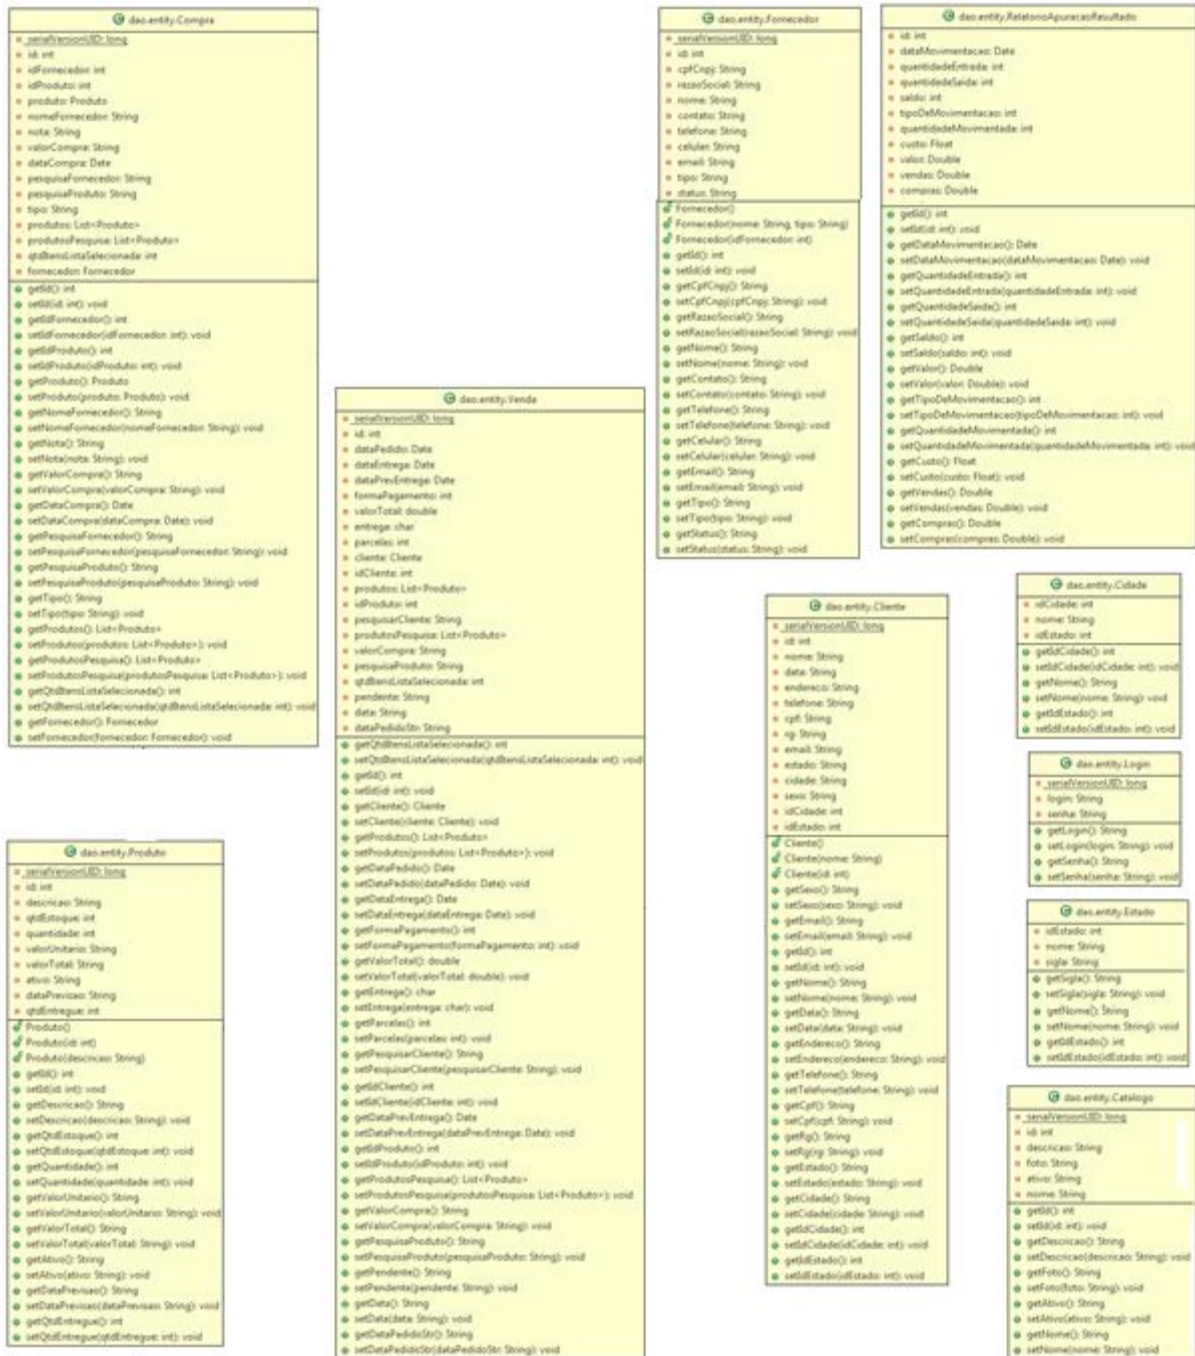 dao.entity.Compra
serialVersionUID: long
id: int
idFornecedor: int
idProduto: int
produto: Produto
nomeFornecedor: String
nota: String
valorCompra: String
dataCompra: Date
pesquisaFornecedor: String
pesquisaProduto: String
tipo: String
produtos: List<Produto>
produtosPesquisa: List<Produto>
qtdItensListaSelecionada: int
fornecedor: Fornecedor
getId(): int
setId(id: int): void
getIdFornecedor(): int
setIdFornecedor(idFornecedor: int): void
getIdProduto(): int
setIdProduto(idProduto: int): void
getProduto(): Produto
setProduto(produto: Produto): void
getNomeFornecedor(): String
setNomeFornecedor(nomeFornecedor: String): void
getNota(): String
setNota(nota: String): void
getValorCompra(): String
setValorCompra(valorCompra: String): void
getDataCompra(): Date
setDataCompra(dataCompra: Date): void
getPesquisaFornecedor(): String
setPesquisaFornecedor(pesquisaFornecedor: String): void
getPesquisaProduto(): String
setPesquisaProduto(pesquisaProduto: String): void
getTipo(): String
setTipo(tipo: String): void
getProdutos(): List<Produto>
setProdutos(produtos: List<Produto>): void
getProdutosPesquisa(): List<Produto>
setProdutosPesquisa(produtosPesquisa: List<Produto>): void
getQtdItensListaSelecionada(): int
setQtdItensListaSelecionada(qtdItensListaSelecionada: int): void
getFornecedor(): Fornecedor
setFornecedor(fornecedor: Fornecedor): void
dao.entity.Produto
serialVersionUID: long
id: int
descricao: String
qtdEstoque: int
quantidade: int
valorUnitario: String
valorTotal: String
ativo: String
dataPrevisao: String
qtdEntregue: int
Produto()
Produto(id: int)
Produto(descricao: String)
getId(): int
setId(id: int): void
getDescricao(): String
setDescricao(descricao: String): void
getQtdEstoque(): int
setQtdEstoque(qtdEstoque: int): void
getQuantidade(): int
setQuantidade(quantidade: int): void
getValorUnitario(): String
setValorUnitario(valorUnitario: String): void
getValorTotal(): String
setValorTotal(valorTotal: String): void
getAtivo(): String
setAtivo(ativo: String): void
getDataPrevisao(): String
setDataPrevisao(dataPrevisao: String): void
getQtdEntregue(): int
setQtdEntregue(qtdEntregue: int): void
dao.entity.Venda
serialVersionUID: long
id: int
dataPedido: Date
dataEntrega: Date
dataPrevEntrega: Date
formaPagamento: int
valorTotal: double
entrega: char
parcelas: int
cliente: Cliente
idCliente: int
produtos: List<Produto>
idProduto: int
pesquisarCliente: String
produtosPesquisa: List<Produto>
valorCompra: String
pesquisaProduto: String
qtdItensListaSelecionada: int
pendente: String
data: String
dataPedidoStr: String
getQtdItensListaSelecionada(): int
setQtdItensListaSelecionada(qtdItensListaSelecionada: int): void
getId(): int
setId(id: int): void
getCliente(): Cliente
setCliente(cliente: Cliente): void
getProdutos(): List<Produto>
setProdutos(produtos: List<Produto>): void
getDataPedido(): Date
setDataPedido(dataPedido: Date): void
getDataEntrega(): Date
setDataEntrega(dataEntrega: Date): void
getFormaPagamento(): int
setFormaPagamento(formaPagamento: int): void
getValorTotal(): double
setValorTotal(valorTotal: double): void
getEntrega(): char
setEntrega(entrega: char): void
getParcelas(): int
setParcelas(parcelas: int): void
getPesquisarCliente(): String
setPesquisarCliente(pesquisarCliente: String): void
getIdCliente(): int
setIdCliente(idCliente: int): void
getDataPrevEntrega(): Date
setDataPrevEntrega(dataPrevEntrega: Date): void
getIdProduto(): int
setIdProduto(idProduto: int): void
getProdutosPesquisa(): List<Produto>
setProdutosPesquisa(produtosPesquisa: List<Produto>): void
getValorCompra(): String
setValorCompra(valorCompra: String): void
getPesquisaProduto(): String
setPesquisaProduto(pesquisaProduto: String): void
getPendente(): String
setPendente(pendente: String): void
getData(): String
setData(data: String): void
getDataPedidoStr(): String
setDataPedidoStr(dataPedidoStr: String): void
dao.entity.Fornecedor
serialVersionUID: long
id: int
cpfCnpj: String
razaoSocial: String
nome: String
contato: String
telefone: String
celular: String
email: String
tipo: String
status: String
Fornecedor()
Fornecedor(nome: String, tipo: String)
Fornecedor(idFornecedor: int)
getId(): int
setId(id: int): void
getCpfCnpj(): String
setCpfCnpj(cpfCnpj: String): void
getRazaoSocial(): String
setRazaoSocial(razaoSocial: String): void
getNome(): String
setNome(nome: String): void
getContato(): String
setContato(contato: String): void
getTelefone(): String
setTelefone(telefone: String): void
getCelular(): String
setCelular(celular: String): void
getEmail(): String
setEmail(email: String): void
getTipo(): String
setTipo(tipo: String): void
getStatus(): String
setStatus(status: String): void
dao.entity.RelatorioApuracaoResultado
id: int
dataMovimentacao: Date
quantidadeEntrada: int
quantidadeSaida: int
saldo: int
tipoDeMovimentacao: int
quantidadeMovimentada: int
custo: Float
valor: Double
vendas: Double
compras: Double
getId(): int
setId(id: int): void
getDataMovimentacao(): Date
setDataMovimentacao(dataMovimentacao: Date): void
getQuantidadeEntrada(): int
setQuantidadeEntrada(quantidadeEntrada: int): void
getQuantidadeSaida(): int
setQuantidadeSaida(quantidadeSaida: int): void
getSaldo(): int
setSaldo(saldo: int): void
getValor(): Double
setValor(valor: Double): void
getTipoDeMovimentacao(): int
setTipoDeMovimentacao(tipoDeMovimentacao: int): void
getQuantidadeMovimentada(): int
setQuantidadeMovimentada(quantidadeMovimentada: int): void
getCusto(): Float
setCusto(custo: Float): void
getVendas(): Double
setVendas(vendas: Double): void
getCompras(): Double
setCompras(compras: Double): void
dao.entity.Cliente
serialVersionUID: long
id: int
nome: String
data: String
endereco: String
telefone: String
cpf: String
rg: String
email: String
estado: String
cidade: String
sexo: String
idCidade: int
idEstado: int
Cliente()
Cliente(nome: String)
Cliente(id: int)
getSexo(): String
setSexo(sexo: String): void
getEmail(): String
setEmail(email: String): void
getId(): int
setId(id: int): void
getNome(): String
setNome(nome: String): void
getData(): String
setData(data: String): void
getEndereco(): String
setEndereco(endereco: String): void
getTelefone(): String
setTelefone(telefone: String): void
getCpf(): String
setCpf(cpf: String): void
getRg(): String
setRg(rg: String): void
getEstado(): String
setEstado(estado: String): void
getCidade(): String
setCidade(cidade: String): void
getIdCidade(): int
setIdCidade(idCidade: int): void
getIdEstado(): int
setIdEstado(idEstado: int): void
dao.entity.Cidade
idCidade: int
nome: String
idEstado: int
getIdCidade(): int
setIdCidade(idCidade: int): void
getNome(): String
setNome(nome: String): void
getIdEstado(): int
setIdEstado(idEstado: int): void
dao.entity.Login
serialVersionUID: long
login: String
senha: String
getLogin(): String
setLogin(login: String): void
getSenha(): String
setSenha(senha: String): void
dao.entity.Estado
idEstado: int
nome: String
sigla: String
getSigla(): String
setSigla(sigla: String): void
getNome(): String
setNome(nome: String): void
getIdEstado(): int
setIdEstado(idEstado: int): void
dao.entity.Catalogo
serialVersionUID: long
id: int
descricao: String
foto: String
ativo: String
nome: String
getId(): int
setId(id: int): void
getDescricao(): String
setDescricao(descricao: String): void
getFoto(): String
setFoto(foto: String): void
getAtivo(): String
setAtivo(ativo: String): void
getNome(): String
setNome(nome: String): void